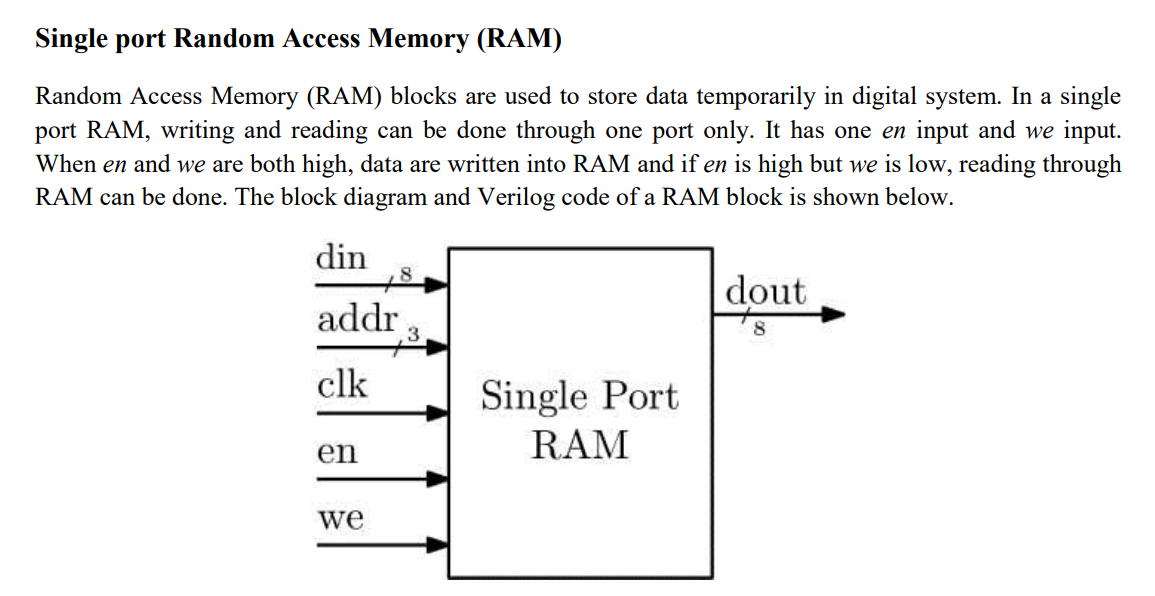 Single port Random Access Memory (RAM)
Random Access Memory (RAM) blocks are used to store data temporarily in digital system. In a single
port RAM, writing and reading can be done through one port only. It has one en input and we input.
When en and we are both high, data are written into RAM and if en is high but we is low, reading through
RAM can be done. The block diagram and Verilog code of a RAM block is shown below.
din
8
addr
3
clk
en
we
Single Port
RAM
dout
8